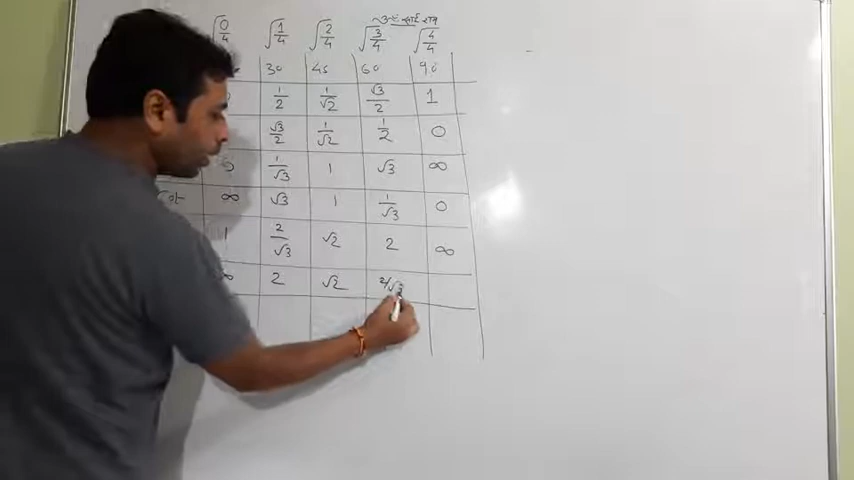 √0/4 √1/4 √2/4 √3/4 √4/4
30 45 60 90
1/2 1/√2 √3/2 1
√3/2 1/√2 1/2 0
0 1/√3 1 √3 ∞
Cot ∞ √3 1 1/√3 0
1 2/√3 √2 2 ∞
∞ 2 √2 2/√3